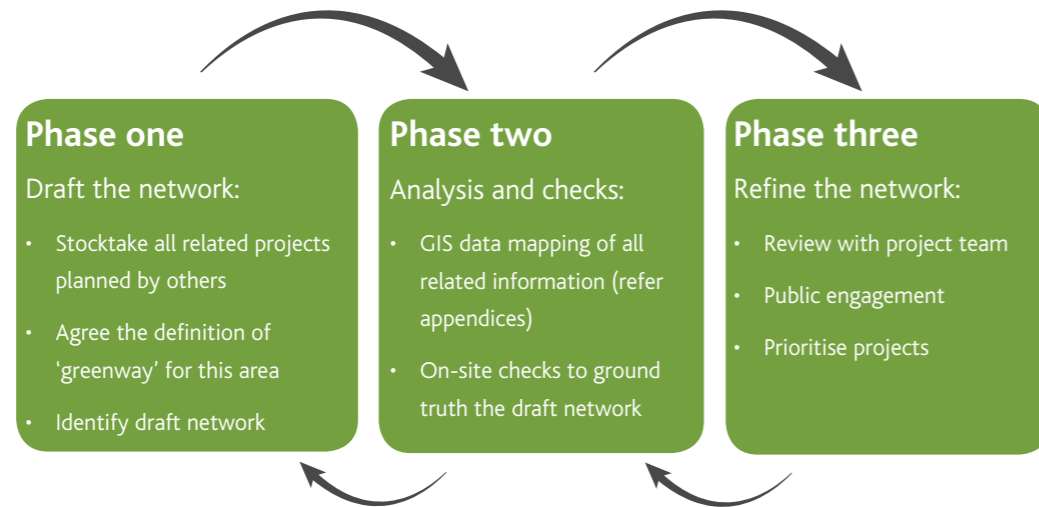 Phase one
Draft the network:
• Stocktake all related projects
planned by others
• Agree the definition of
'greenway' for this area
• Identify draft network
Phase two
Analysis and checks:
• GIS data mapping of all
related information (refer
appendices)
• On-site checks to ground
truth the draft network
Phase three
Refine the network:
• Review with project team
• Public engagement
• Prioritise projects